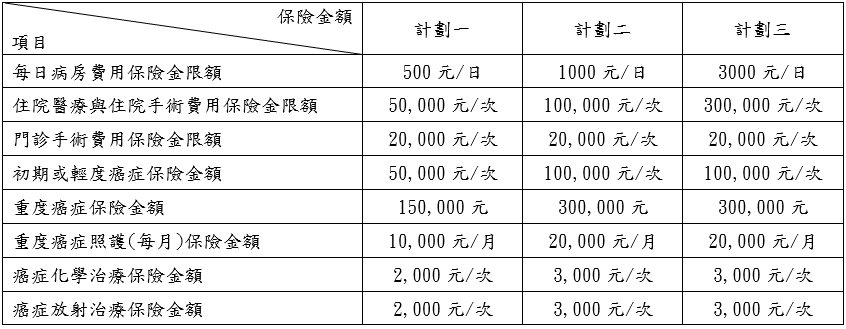 保險金額
項目
計劃一 計劃二 計劃三
每日病房費用保險金限額 500 元/日 1000 元/日 3000 元/日
住院醫療與住院手術費用保險金限額 50,000 元/次 100,000 元/次 300,000 元/次
門診手術費用保險金限額 20,000 元/次 20,000 元/次 20,000 元/次
初期或輕度癌症保險金額 50,000 元/次 100,000 元/次 100,000 元/次
重度癌症保險金額 150,000 元 300,000 元 300,000 元
重度癌症照護(每月)保險金額 10,000 元/月 20,000 元/月 20,000 元/月
癌症化學治療保險金額 2,000 元/次 3,000 元/次 3,000 元/次
癌症放射治療保險金額 2,000 元/次 3,000 元/次 3,000 元/次